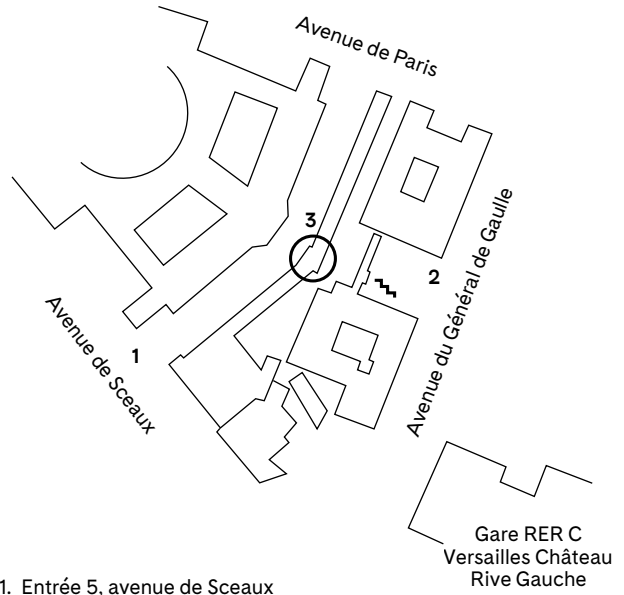 Avenue de Paris
3
Avenue du Général de Gaulle
2
Avenue de Sceaux
1
Gare RER C
Versailles Château
Rive Gauche
1. Entrée 5, avenue de Sceaux